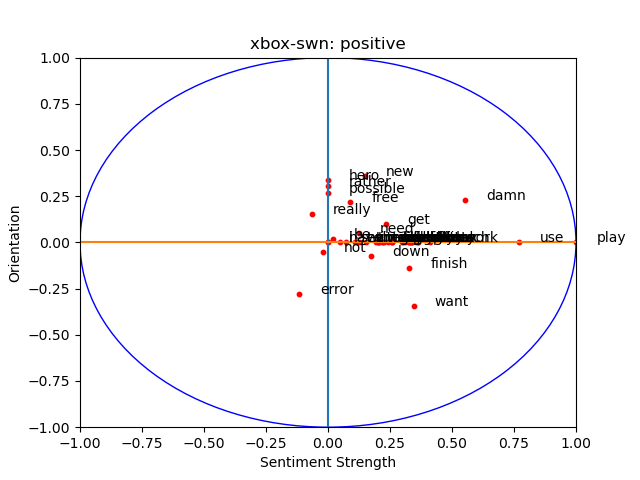 xbox-swn: positive
1.00
0.75
0.50
0.25
0.00
−0.25
−0.50
−0.75
−1.00
Orientation
hero
new
rather
possible
free
damn
really
get
need
use
play
not
down
finish
error
want
−1.00 −0.75 −0.50 −0.25 0.00 0.25 0.50 0.75 1.00
Sentiment Strength